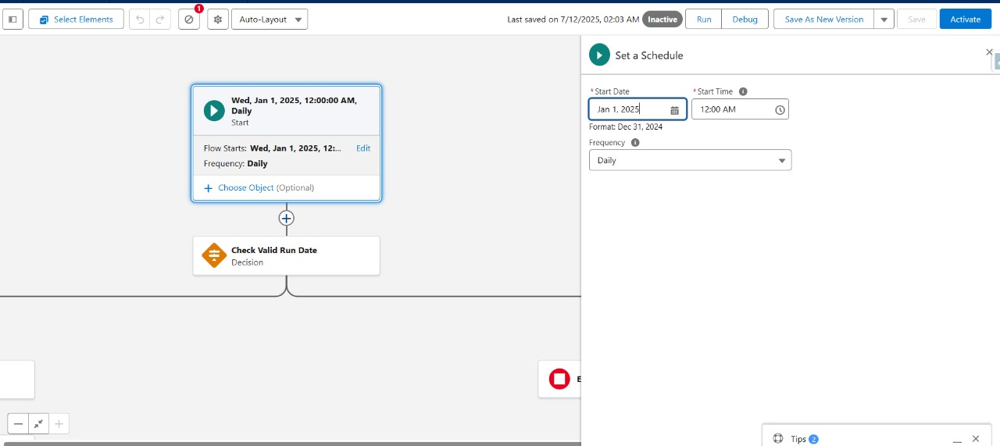 Select Elements
1
Auto-Layout
Last saved on 7/12/2025, 02:03 AM
Inactive
Run
Debug
Save As New Version
Save
Activate
Wed, Jan 1, 2025, 12:00:00 AM,
Daily
Start
Flow Starts: Wed, Jan 1, 2025, 12:... Edit
Frequency: Daily
Choose Object (Optional)
Check Valid Run Date
Decision
E
Set a Schedule
* Start Date
* Start Time
Jan 1, 2025
12:00 AM
Format: Dec 31, 2024
Frequency
Daily
Tips 2